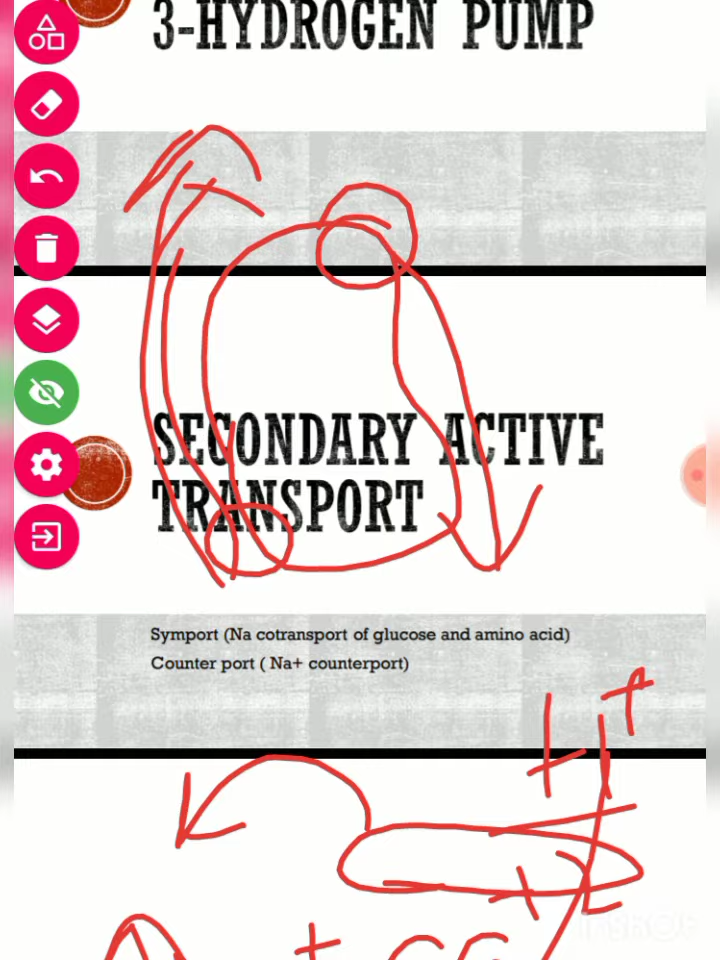 3-HYDROGEN PUMP
SECONDARY ACTIVE
TRANSPORT
Symport (Na cotransport of glucose and amino acid)
Counter port ( Na+ counterport)
H+